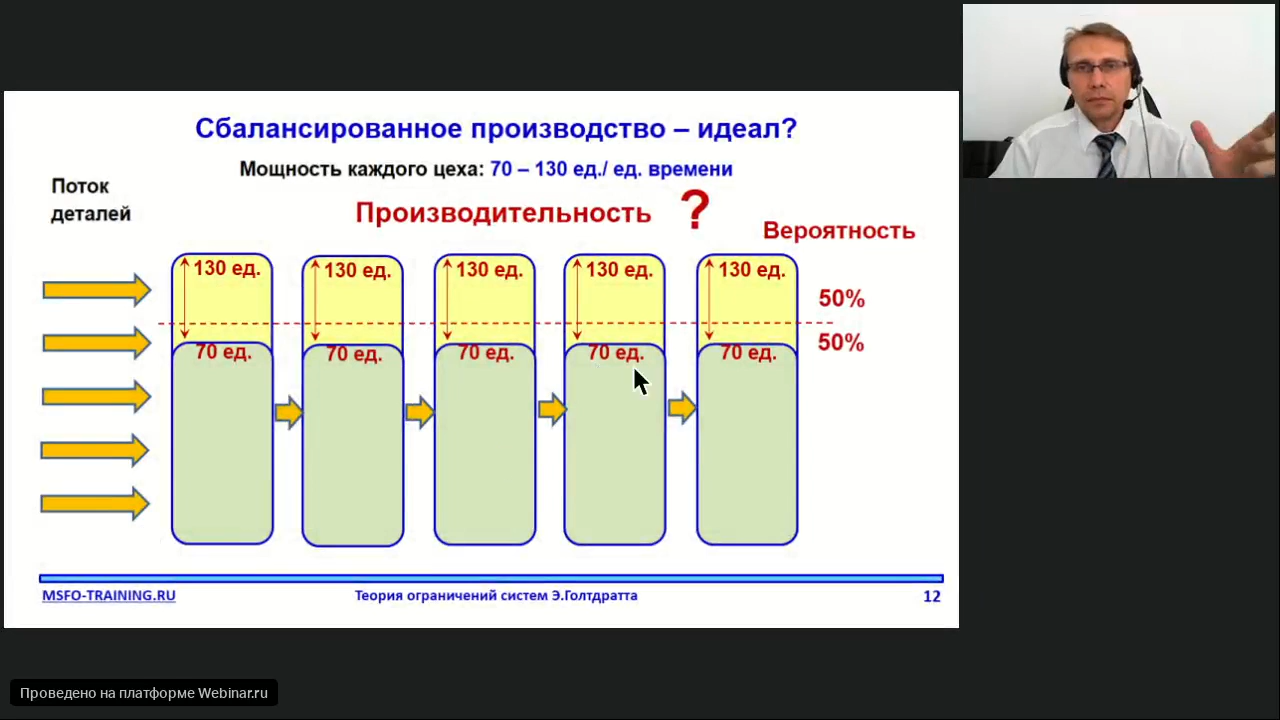 Сбалансированное производство – идеал?
Мощность каждого цеха: 70 – 130 ед./ ед. времени
Поток
деталей
Производительность ?
Вероятность
130 ед.
130 ед.
130 ед.
130 ед.
130 ед.
50%
50%
70 ед.
70 ед.
70 ед.
70 ед.
70 ед.
MSFO-TRAINING.RU
Теория ограничений систем Э.Голтдратта
12
Проведено на платформе Webinar.ru